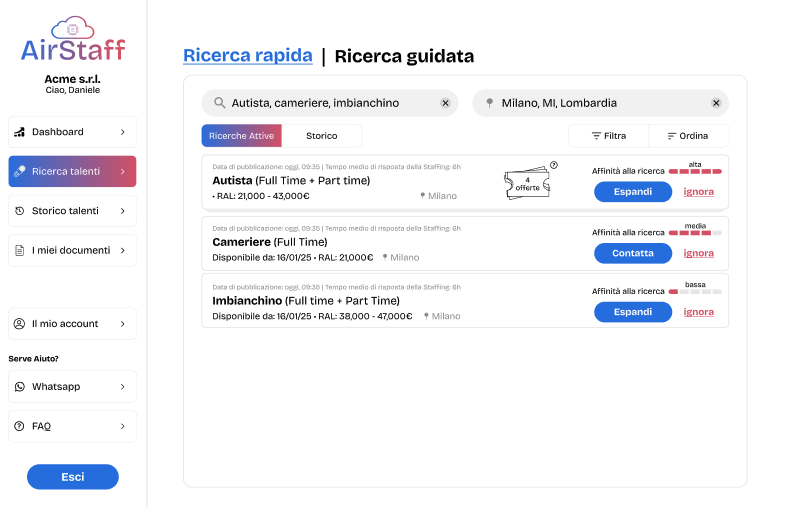 AirStaff
Acme s.r.l.
Ciao, Daniele
Dashboard
Ricerca talenti
Storico talenti
I miei documenti
Il mio account
Serve Aiuto?
Whatsapp
FAQ
Esci
Ricerca rapida | Ricerca guidata
Autista, cameriere, imbianchino
Milano, MI, Lombardia
Ricerche Attive
Storico
Filtra
Ordina
Data di pubblicazione: oggi, 09:35 | Tempo medio di risposta della Staffing: 6h
Autista (Full Time + Part time)
• RAL: 21,000 - 43,000€
Milano
4
offerte
?
alta
Affinità alla ricerca
Espandi
ignora
Data di pubblicazione: oggi, 09:35 | Tempo medio di risposta della Staffing: 6h
Cameriere (Full Time)
Disponibile da: 16/01/25 • RAL: 21,000€
Milano
media
Affinità alla ricerca
Contatta
ignora
Data di pubblicazione: oggi, 09:35 | Tempo medio di risposta della Staffing: 6h
Imbianchino (Full time + Part Time)
Disponibile da: 16/01/25 • RAL: 38,000 - 47,000€
Milano
bassa
Affinità alla ricerca
Espandi
ignora